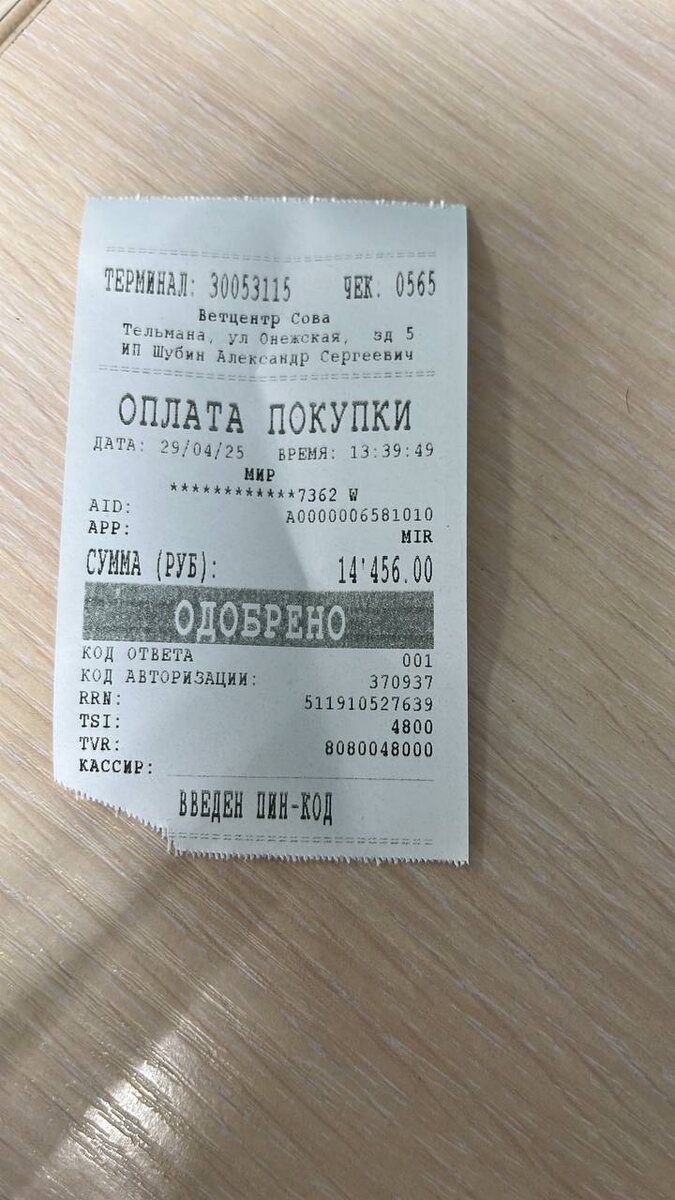 ТЕРМИНАЛ: 30053115 ЧЕК. 0565
Ветцентр Сова
Тельмана, ул Онежская, зд 5
ИП Шубин Александр Сергеевич
ОПЛАТА ПОКУПКИ
ДАТА: 29/04/25 ВРЕМЯ: 13:39:49
МИР
************7362 W
AID: A0000006581010
APP: MIR
СУММА (РУБ): 14'456.00
ОДОБРЕНО
КОД ОТВЕТА 001
КОД АВТОРИЗАЦИИ: 370937
RRN: 511910527639
TSI: 4800
TVR: 8080048000
КАССИР:
ВВЕДЕН ПИН-КОД